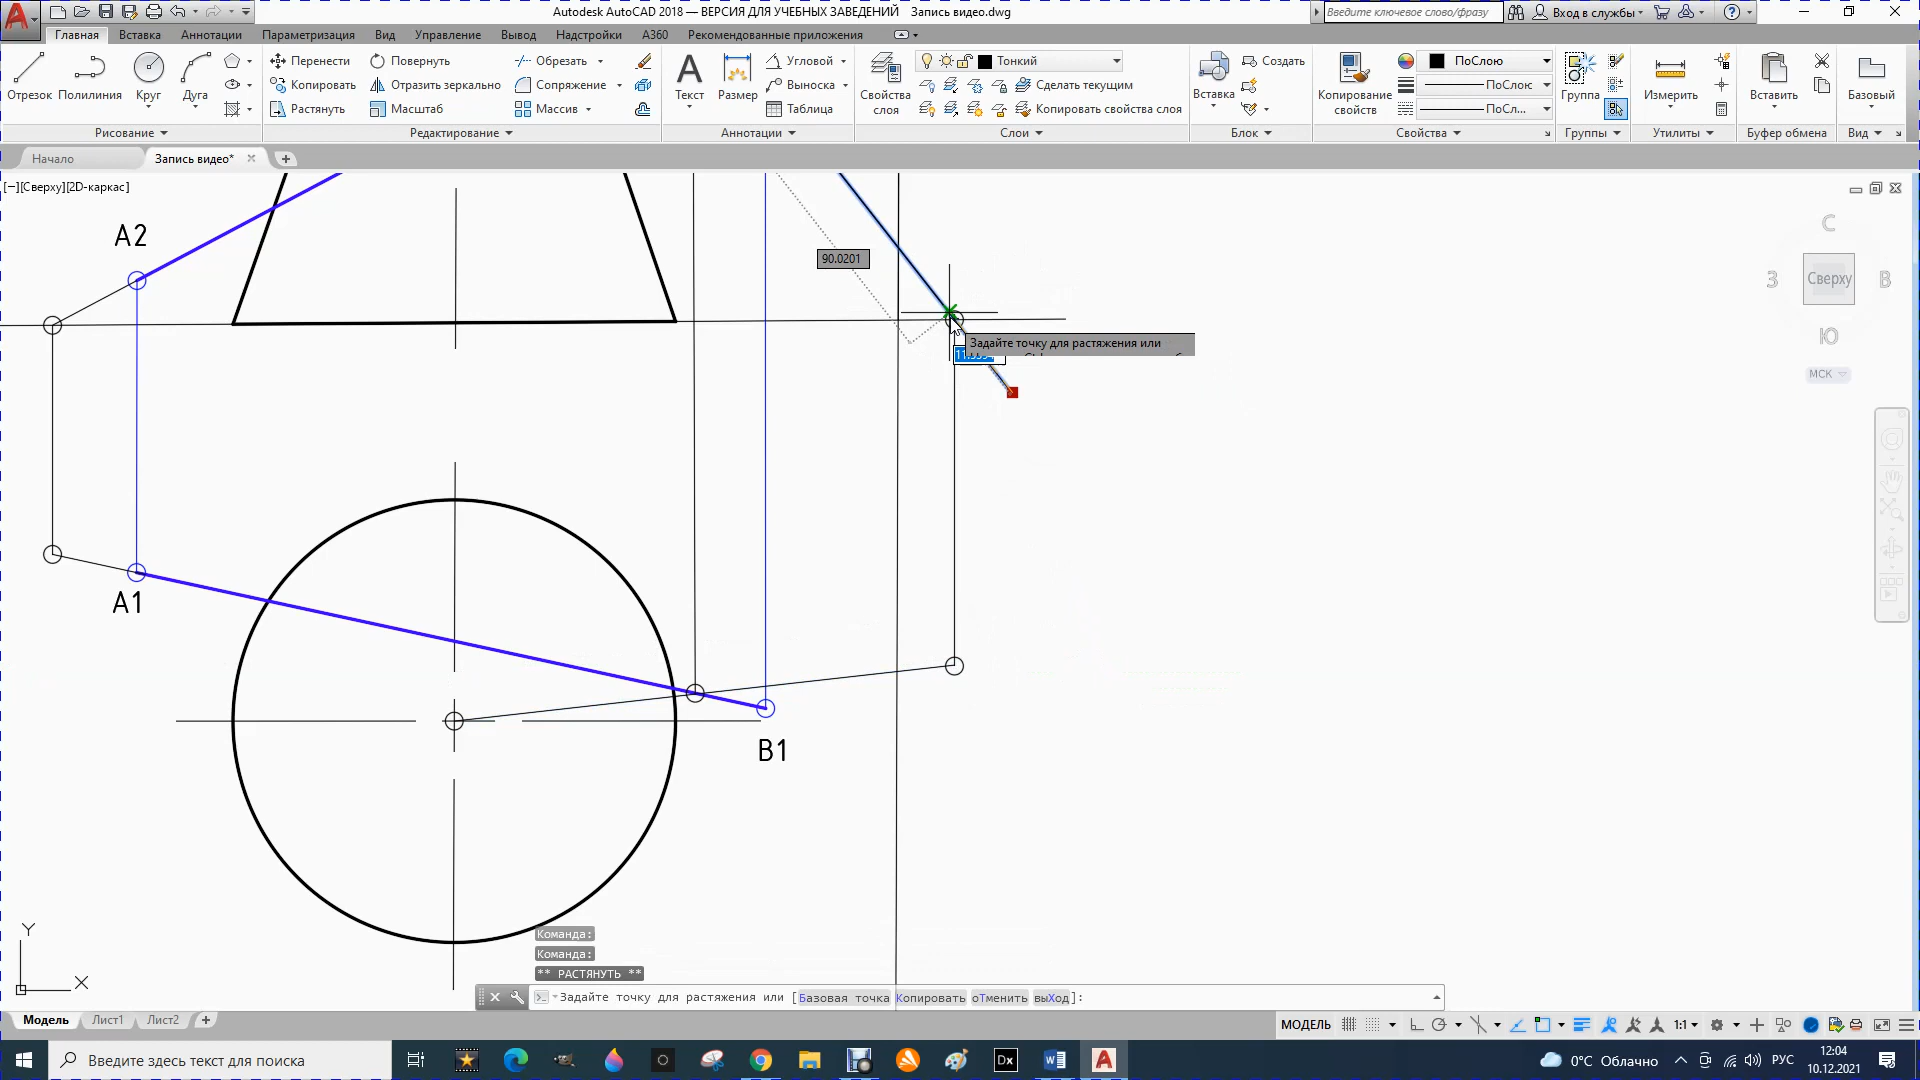 Autodesk AutoCAD 2018 — ВЕРСИЯ ДЛЯ УЧЕБНЫХ ЗАВЕДЕНИЙ Запись видео.dwg
Введите ключевое слово/фразу
Вход в службы
Главная Вставка Аннотации Параметризация Вид Управление Вывод Надстройки A360 Рекомендованные приложения
Отрезок
Полилиния
Круг
Дуга
Перенести
Копировать
Растянуть
Повернуть
Отразить зеркально
Масштаб
Обрезать
Сопряжение
Массив
Текст
Размер
Угловой
Выноска
Таблица
Свойства слоя
Тонкий
Сделать текущим
Копировать свойства слоя
Вставка
Создать
Копирование свойств
ПоСлою
ПоСлою
ПоСл...
Группа
Измерить
Вставить
Базовый
Рисование
Редактирование
Аннотации
Слои
Блок
Свойства
Группы
Утилиты
Буфер обмена
Вид
Начало
Запись видео*
[−][Сверху][2D-каркас]
A2
90.0201
Задайте точку для растяжения или
A1
B1
С
З
Сверху
В
Ю
МСК
Y
X
Команда:
Команда:
** РАСТЯНУТЬ **
Задайте точку для растяжения или [Базовая точка Копировать оТменить выХод]:
Модель Лист1 Лист2
МОДЕЛЬ
1:1
Введите здесь текст для поиска
Dx
0°C Облачно
РУС
12:04
10.12.2021